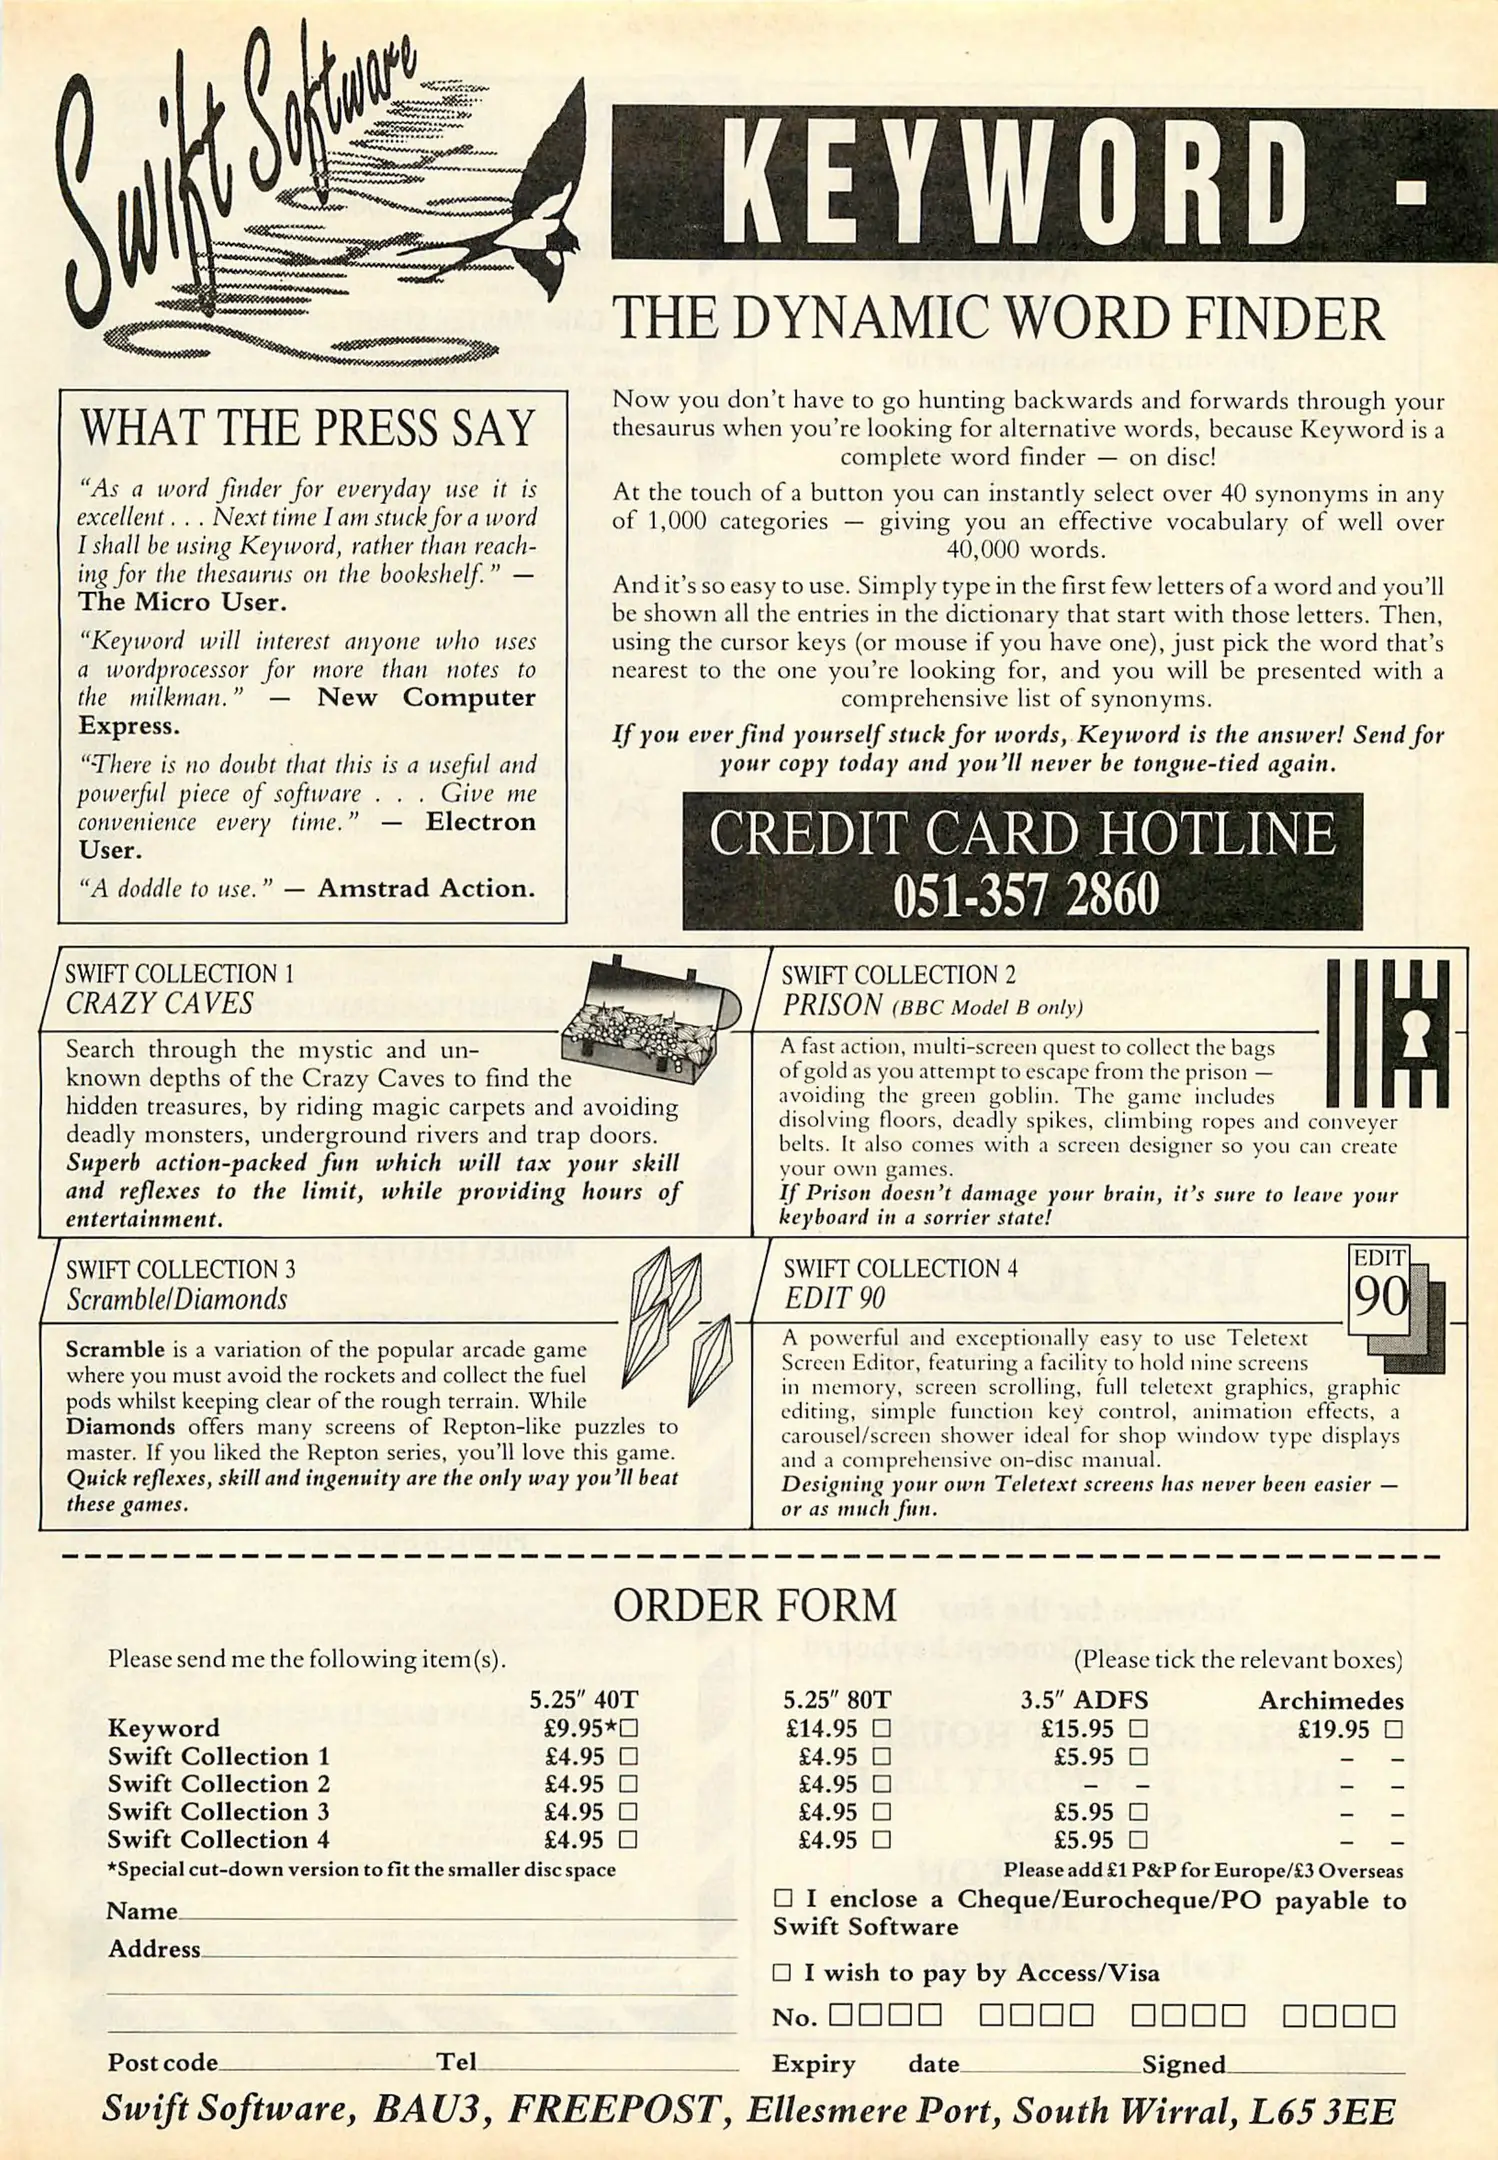 Swift Software
KEYWORD -
THE DYNAMIC WORD FINDER
WHAT THE PRESS SAY
“As a word finder for everyday use it is
excellent . . . Next time I am stuck for a word
I shall be using Keyword, rather than reach-
ing for the thesaurus on the bookshelf.” —
The Micro User.
“Keyword will interest anyone who uses
a wordprocessor for more than notes to
the milkman.” — New Computer
Express.
“There is no doubt that this is a useful and
powerful piece of software . . . Give me
convenience every time.” — Electron
User.
“A doddle to use.” — Amstrad Action.
Now you don't have to go hunting backwards and forwards through your
thesaurus when you're looking for alternative words, because Keyword is a
complete word finder — on disc!
At the touch of a button you can instantly select over 40 synonyms in any
of 1,000 categories — giving you an effective vocabulary of well over
40,000 words.
And it's so easy to use. Simply type in the first few letters of a word and you'll
be shown all the entries in the dictionary that start with those letters. Then,
using the cursor keys (or mouse if you have one), just pick the word that's
nearest to the one you're looking for, and you will be presented with a
comprehensive list of synonyms.
If you ever find yourself stuck for words, Keyword is the answer! Send for
your copy today and you'll never be tongue-tied again.
CREDIT CARD HOTLINE
051-357 2860
SWIFT COLLECTION 1
CRAZY CAVES
Search through the mystic and un-
known depths of the Crazy Caves to find the
hidden treasures, by riding magic carpets and avoiding
deadly monsters, underground rivers and trap doors.
Superb action-packed fun which will tax your skill
and reflexes to the limit, while providing hours of
entertainment.
SWIFT COLLECTION 2
PRISON (BBC Model B only)
A fast action, multi-screen quest to collect the bags
of gold as you attempt to escape from the prison —
avoiding the green goblin. The game includes
disolving floors, deadly spikes, climbing ropes and conveyer
belts. It also comes with a screen designer so you can create
your own games.
If Prison doesn't damage your brain, it's sure to leave your
keyboard in a sorrier state!
SWIFT COLLECTION 3
Scramble/Diamonds
Scramble is a variation of the popular arcade game
where you must avoid the rockets and collect the fuel
pods whilst keeping clear of the rough terrain. While
Diamonds offers many screens of Repton-like puzzles to
master. If you liked the Repton series, you'll love this game.
Quick reflexes, skill and ingenuity are the only way you'll beat
these games.
SWIFT COLLECTION 4
EDIT 90
EDIT
90
A powerful and exceptionally easy to use Teletext
Screen Editor, featuring a facility to hold nine screens
in memory, screen scrolling, full teletext graphics, graphic
editing, simple function key control, animation effects, a
carousel/screen shower ideal for shop window type displays
and a comprehensive on-disc manual.
Designing your own Teletext screens has never been easier —
or as much fun.
ORDER FORM
Please send me the following item(s). (Please tick the relevant boxes)
5.25″ 40T 5.25″ 80T 3.5″ ADFS Archimedes
Keyword £9.95*☐ £14.95 ☐ £15.95 ☐ £19.95 ☐
Swift Collection 1 £4.95 ☐ £4.95 ☐ £5.95 ☐ – –
Swift Collection 2 £4.95 ☐ £4.95 ☐ – – – –
Swift Collection 3 £4.95 ☐ £4.95 ☐ £5.95 ☐ – –
Swift Collection 4 £4.95 ☐ £4.95 ☐ £5.95 ☐ – –
*Special cut-down version to fit the smaller disc space
Please add £1 P&P for Europe/£3 Overseas
Name
Address
Post code Tel
☐ I enclose a Cheque/Eurocheque/PO payable to
Swift Software
☐ I wish to pay by Access/Visa
No. ☐☐☐☐ ☐☐☐☐ ☐☐☐☐ ☐☐☐☐
Expiry date Signed
Swift Software, BAU3, FREEPOST, Ellesmere Port, South Wirral, L65 3EE